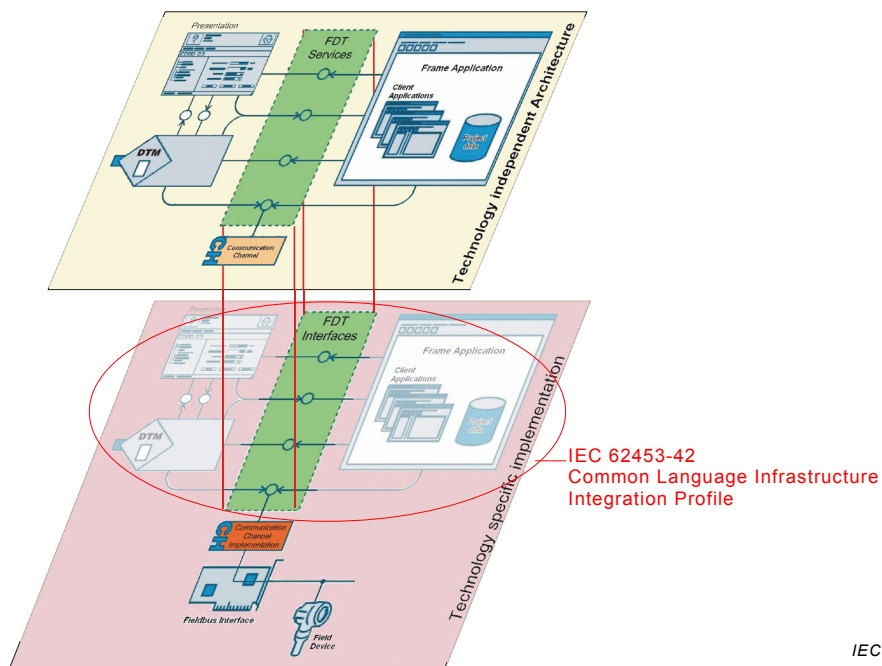 Presentation
FDT
Services
Frame Application
Client
Applications
Project
data
DTM
Communication
Channel
Technology independent Architecture
Presentation
FDT
Interfaces
Frame Application
Client
Applications
Project
data
DTM
Communication
Channel
Implementation
Fieldbus Interface
Field
Device
Technology specific implementation
IEC 62453-42
Common Language Infrastructure
Integration Profile
IEC